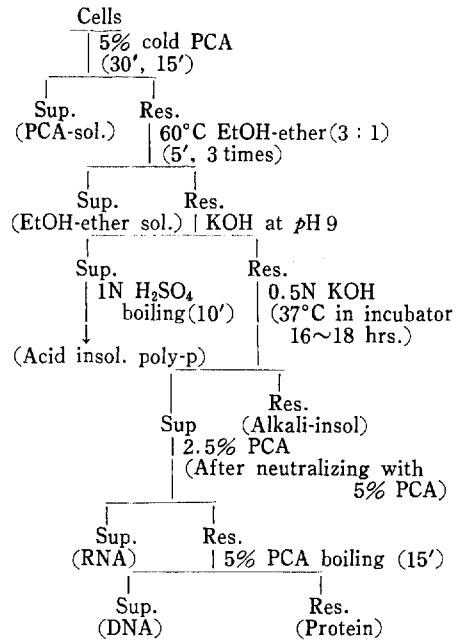 Cells
5% cold PCA
(30′, 15′)
Sup. Res.
(PCA-sol.) 60°C EtOH-ether(3 : 1)
(5′, 3 times)
Sup. Res.
(EtOH-ether sol.) KOH at pH 9
Sup. Res.
1N H₂SO₄ 0.5N KOH
boiling(10′) (37°C in incubator
16~18 hrs.)
(Acid insol. poly-p)
Res.
Sup (Alkali-insol)
2.5% PCA
(After neutralizing with
5% PCA)
Sup. Res.
(RNA) 5% PCA boiling (15′)
Sup. Res.
(DNA) (Protein)